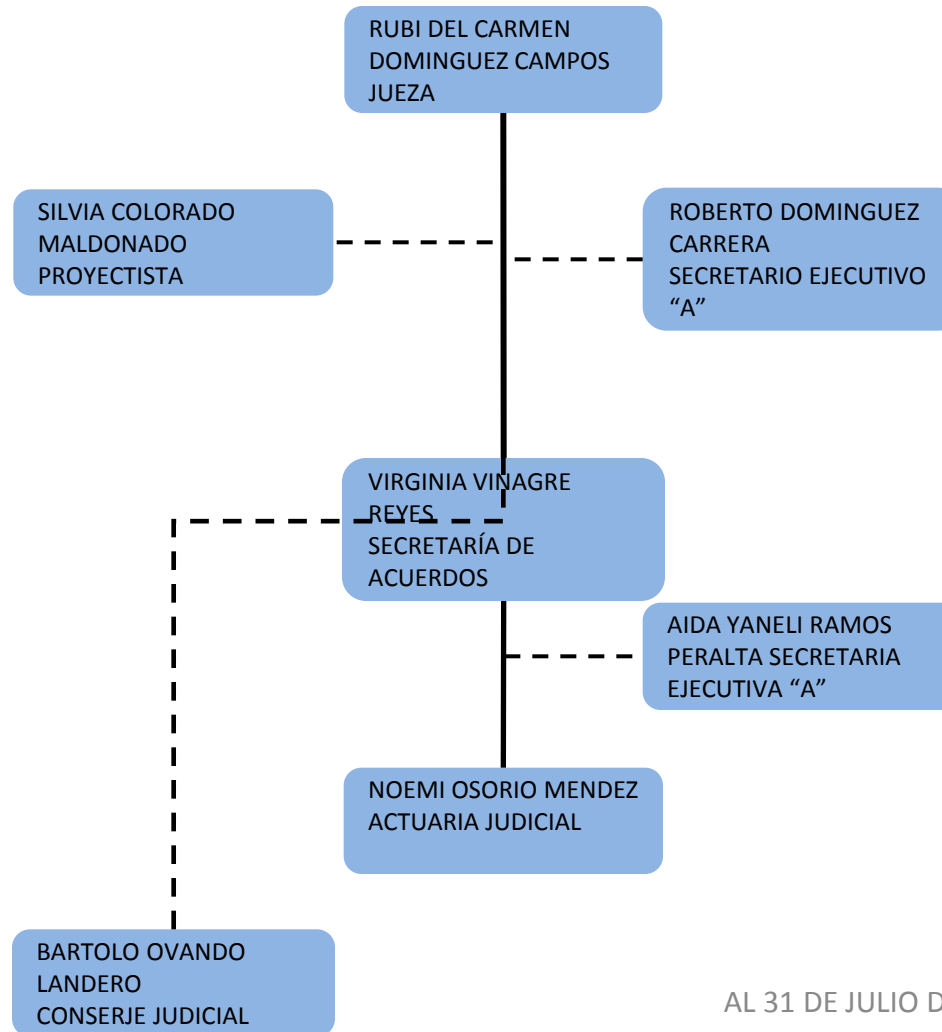 RUBI DEL CARMEN
DOMINGUEZ CAMPOS
JUEZA
SILVIA COLORADO
MALDONADO
PROYECTISTA
ROBERTO DOMINGUEZ
CARRERA
SECRETARIO EJECUTIVO
“A”
VIRGINIA VINAGRE
REYES
SECRETARÍA DE
ACUERDOS
AIDA YANELI RAMOS
PERALTA SECRETARIA
EJECUTIVA “A”
NOEMI OSORIO MENDEZ
ACTUARIA JUDICIAL
BARTOLO OVANDO
LANDERO
CONSERJE JUDICIAL
AL 31 DE JULIO D